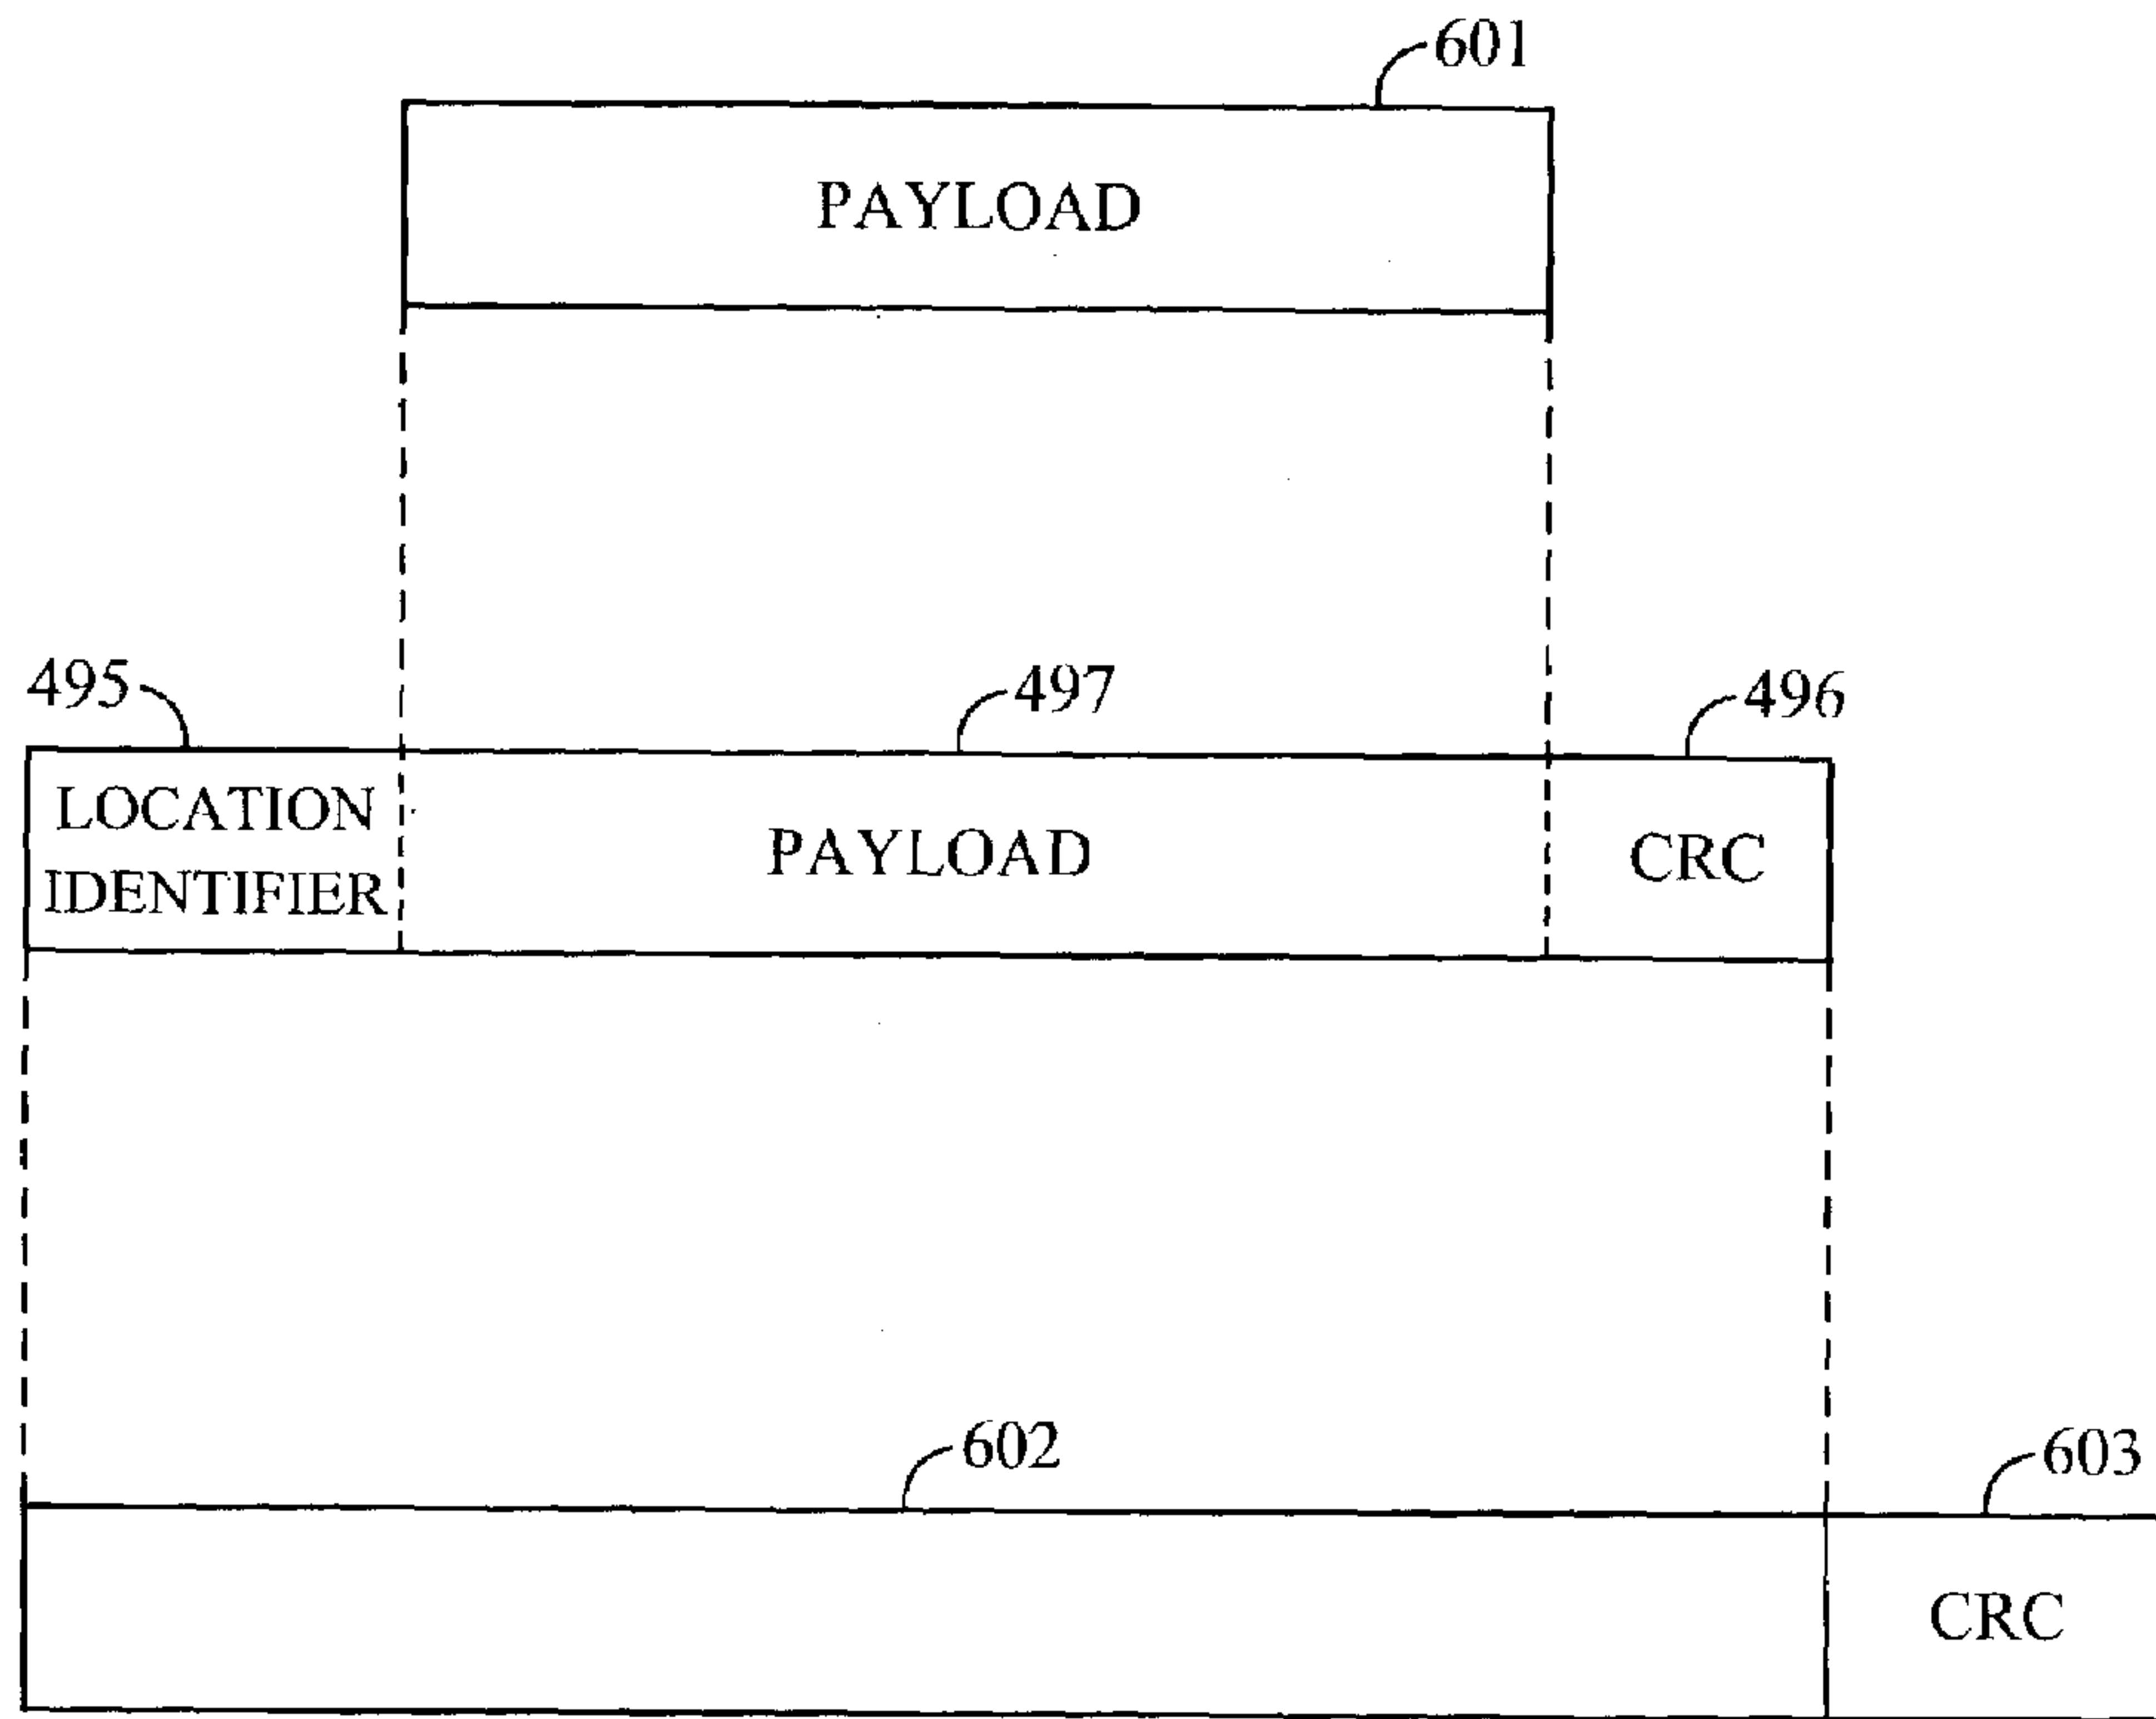 601
PAYLOAD
495
497
496
LOCATION
IDENTIFIER
PAYLOAD
CRC
602
603
CRC